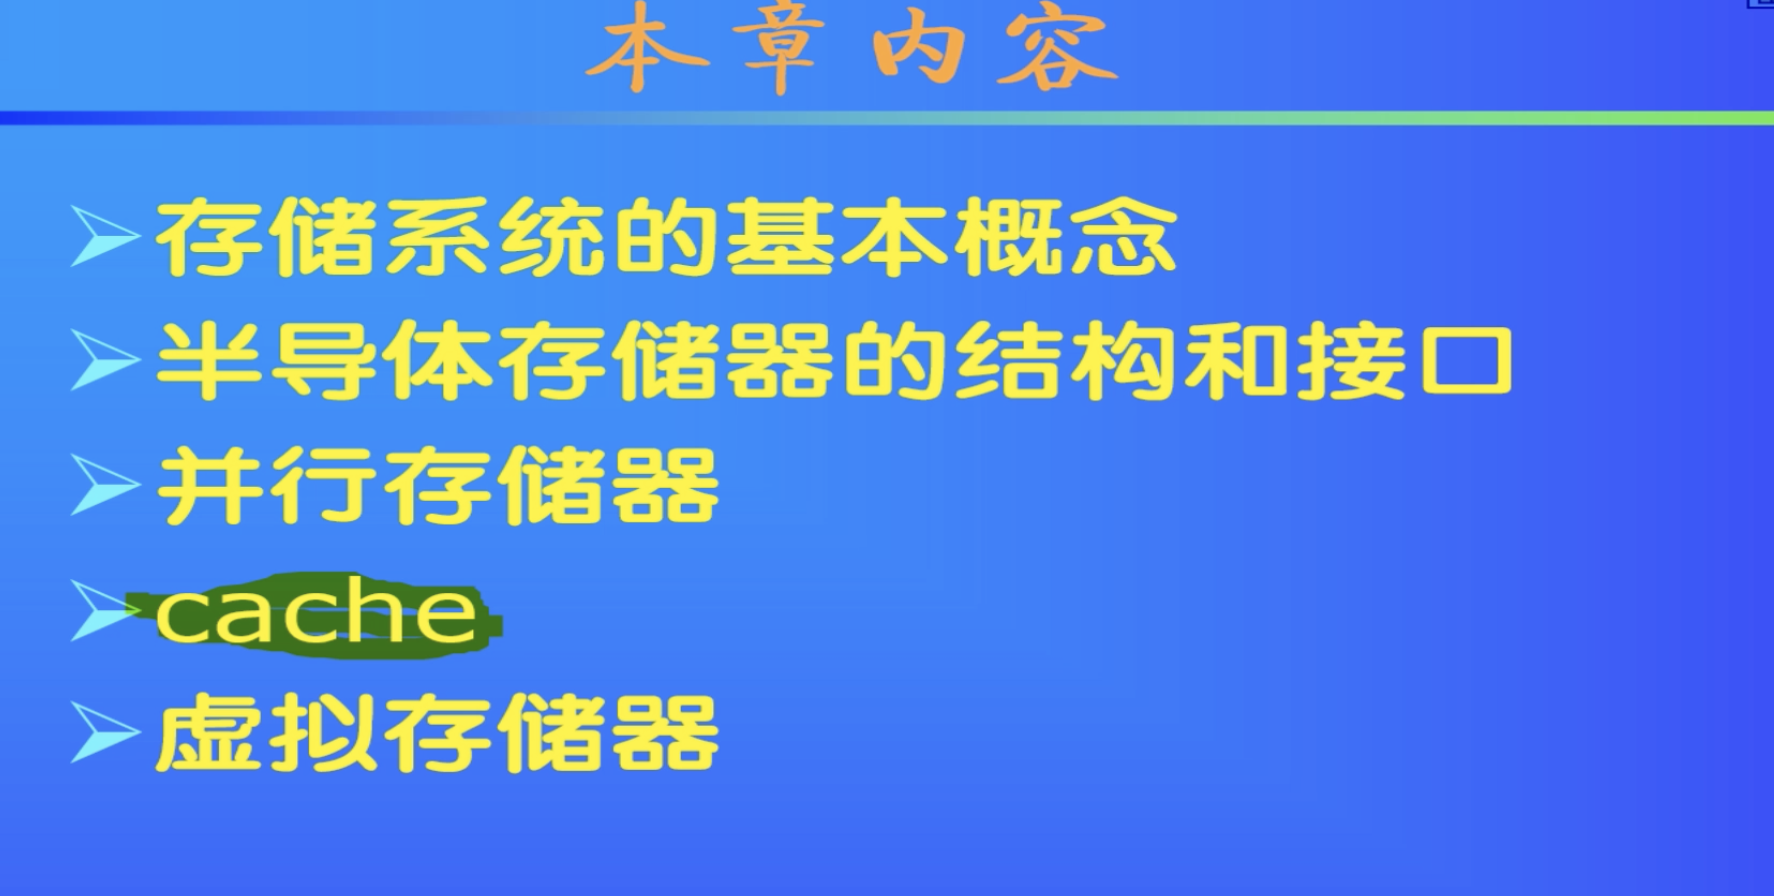 本章内容
存储系统的基本概念
半导体存储器的结构和接口
并行存储器
cache
虚拟存储器